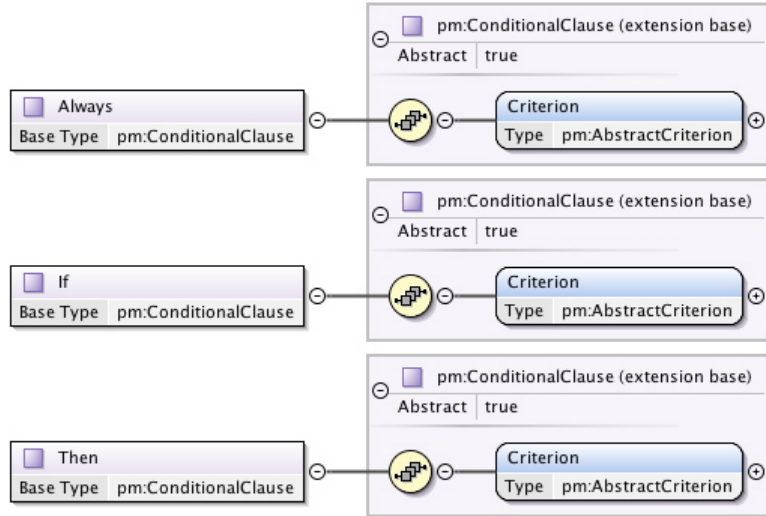 pm:ConditionalClause (extension base)
Abstract true
Always
Base Type pm:ConditionalClause
Criterion
Type pm:AbstractCriterion
pm:ConditionalClause (extension base)
Abstract true
If
Base Type pm:ConditionalClause
Criterion
Type pm:AbstractCriterion
pm:ConditionalClause (extension base)
Abstract true
Then
Base Type pm:ConditionalClause
Criterion
Type pm:AbstractCriterion